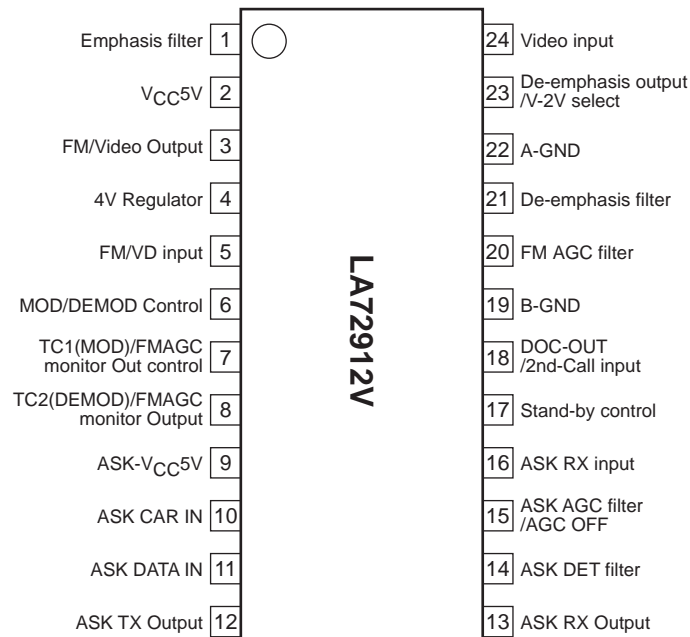 Emphasis filter 1
VCC5V 2
FM/Video Output 3
4V Regulator 4
FM/VD input 5
MOD/DEMOD Control 6
TC1(MOD)/FMAGC
monitor Out control 7
TC2(DEMOD)/FMAGC
monitor Output 8
ASK-VCC5V 9
ASK CAR IN 10
ASK DATA IN 11
ASK TX Output 12
LA72912V
24 Video input
23 De-emphasis output
/V-2V select
22 A-GND
21 De-emphasis filter
20 FM AGC filter
19 B-GND
18 DOC-OUT
/2nd-Call input
17 Stand-by control
16 ASK RX input
15 ASK AGC filter
/AGC OFF
14 ASK DET filter
13 ASK RX Output